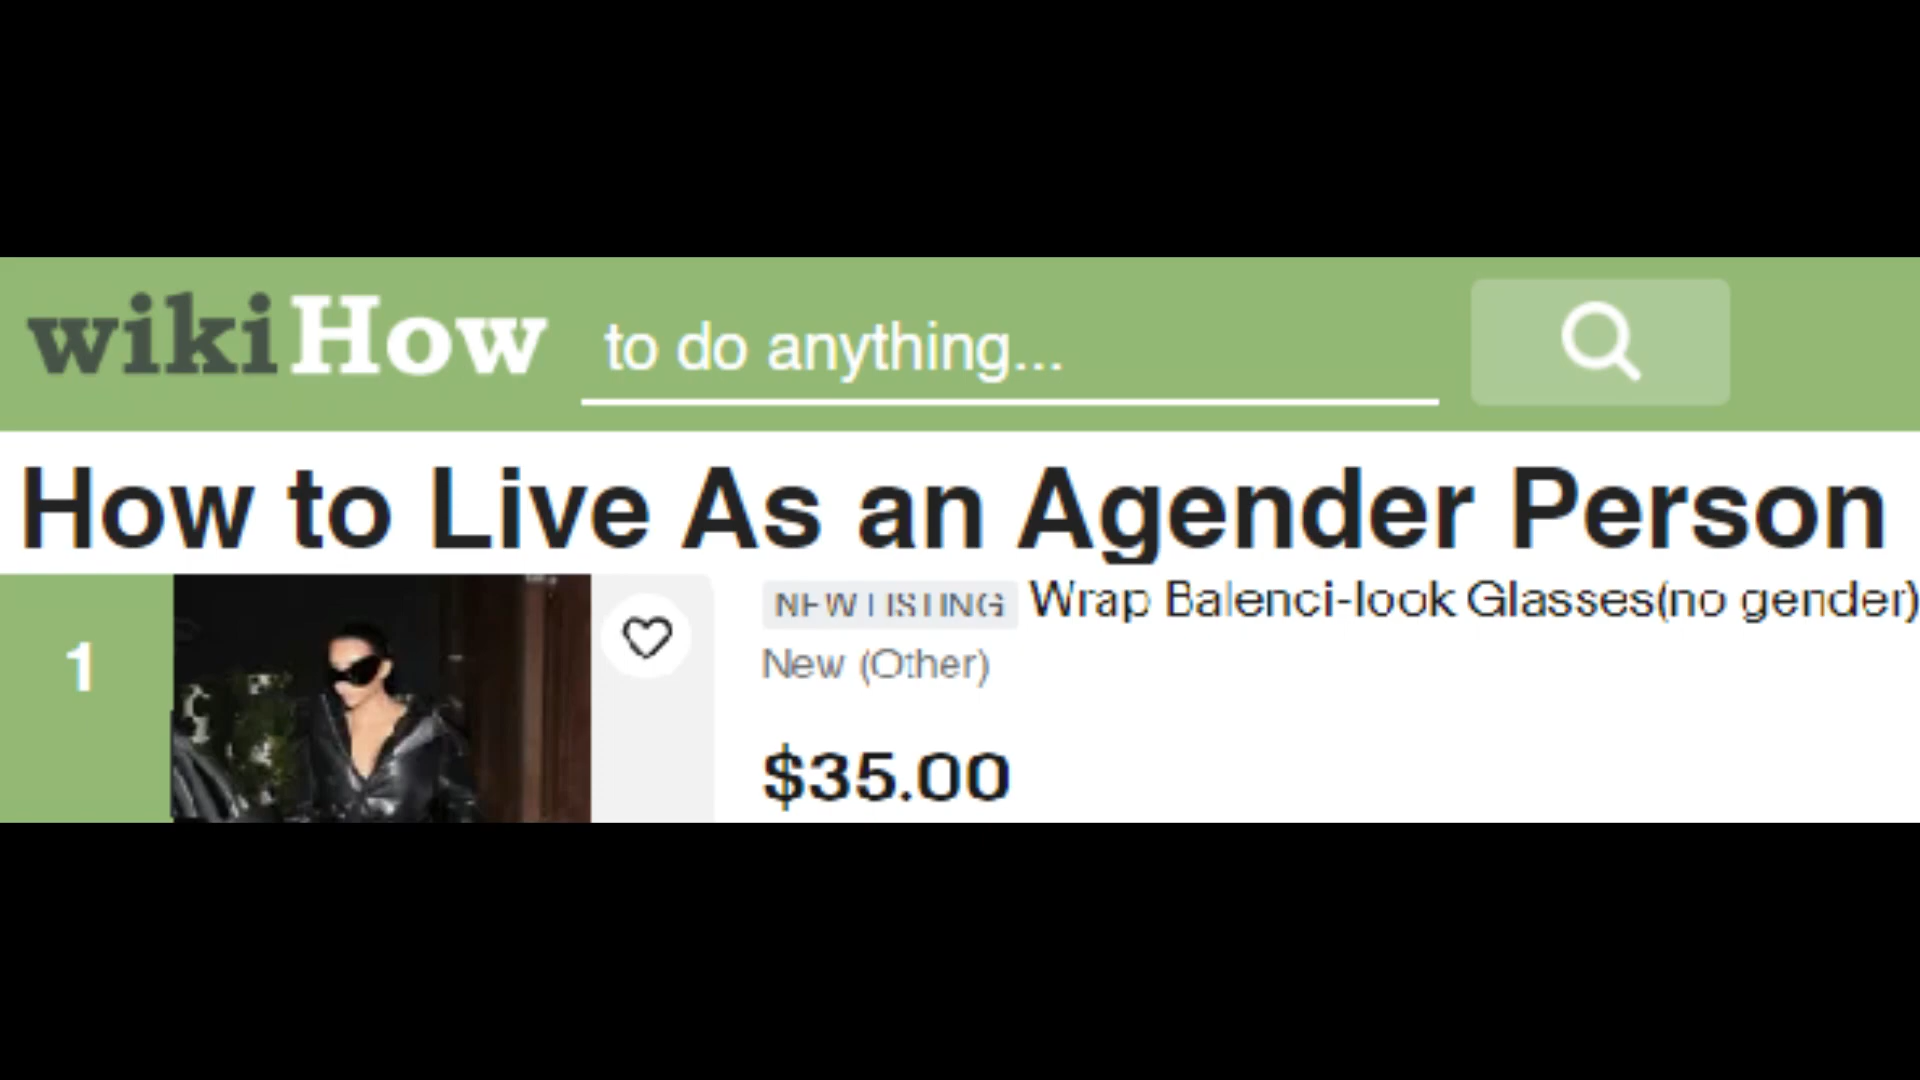 wikiHow to do anything...
How to Live As an Agender Person
1
NEW LISTING Wrap Balenci-look Glasses(no gender)
New (Other)
$35.00